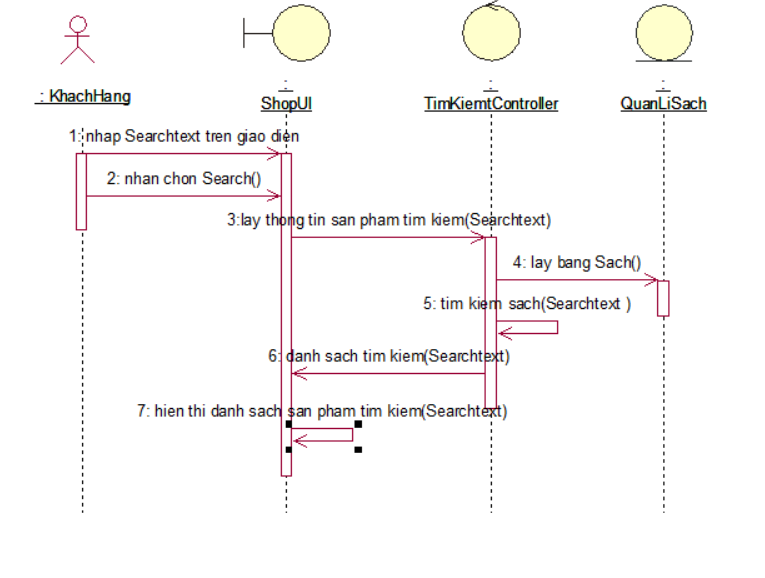 : KhachHang
:
ShopUI
:
TimKiemtController
:
QuanLiSach
1: nhap Searchtext tren giao dien
2: nhan chon Search()
3:lay thong tin san pham tim kiem(Searchtext)
4: lay bang Sach()
5: tim kiem sach(Searchtext )
6: danh sach tim kiem(Searchtext)
7: hien thi danh sach san pham tim kiem(Searchtext)